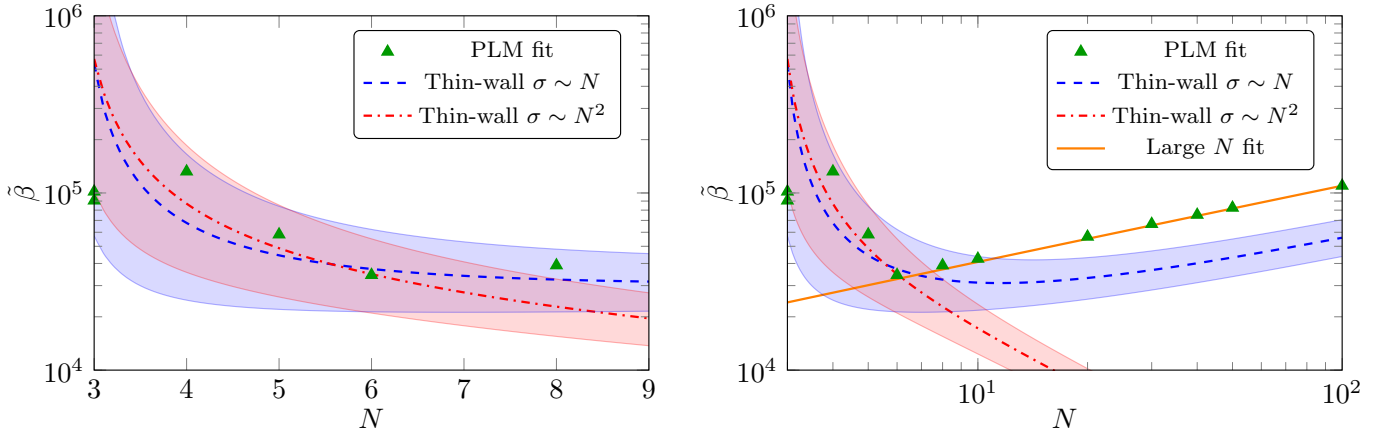 10^6
10^5
10^4
β̃
3 4 5 6 7 8 9
N
PLM fit
Thin-wall σ ∼ N
Thin-wall σ ∼ N^2
10^6
10^5
10^4
β̃
10^1 10^2
N
PLM fit
Thin-wall σ ∼ N
Thin-wall σ ∼ N^2
Large N fit